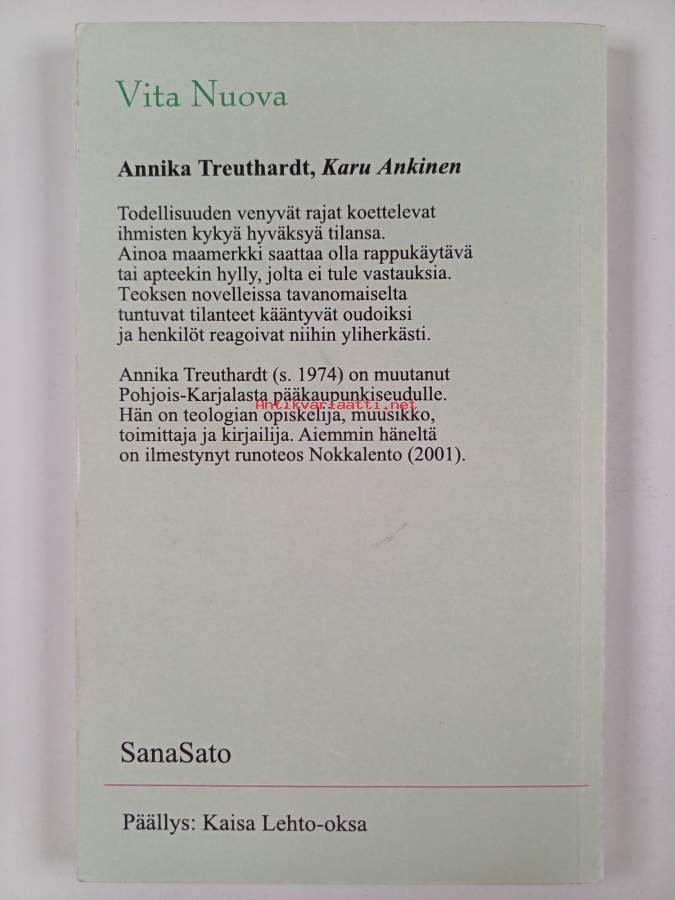 Vita Nuova
Annika Treuthardt, Karu Ankinen
Todellisuuden venyvät rajat koettelevat
ihmisten kykyä hyväksyä tilansa.
Ainoa maamerkki saattaa olla rappukäytävä
tai apteekin hylly, jolta ei tule vastauksia.
Teoksen novelleissa tavanomaiselta
tuntuvat tilanteet kääntyvät oudoiksi
ja henkilöt reagoivat niihin yliherkästi.
Annika Treuthardt (s. 1974) on muutanut
Pohjois-Karjalasta pääkaupunkiseudulle.
Antikvariaatti.net
Hän on teologian opiskelija, muusikko,
toimittaja ja kirjailija. Aiemmin häneltä
on ilmestynyt runoteos Nokkalento (2001).
SanaSato
Päällys: Kaisa Lehto-oksa